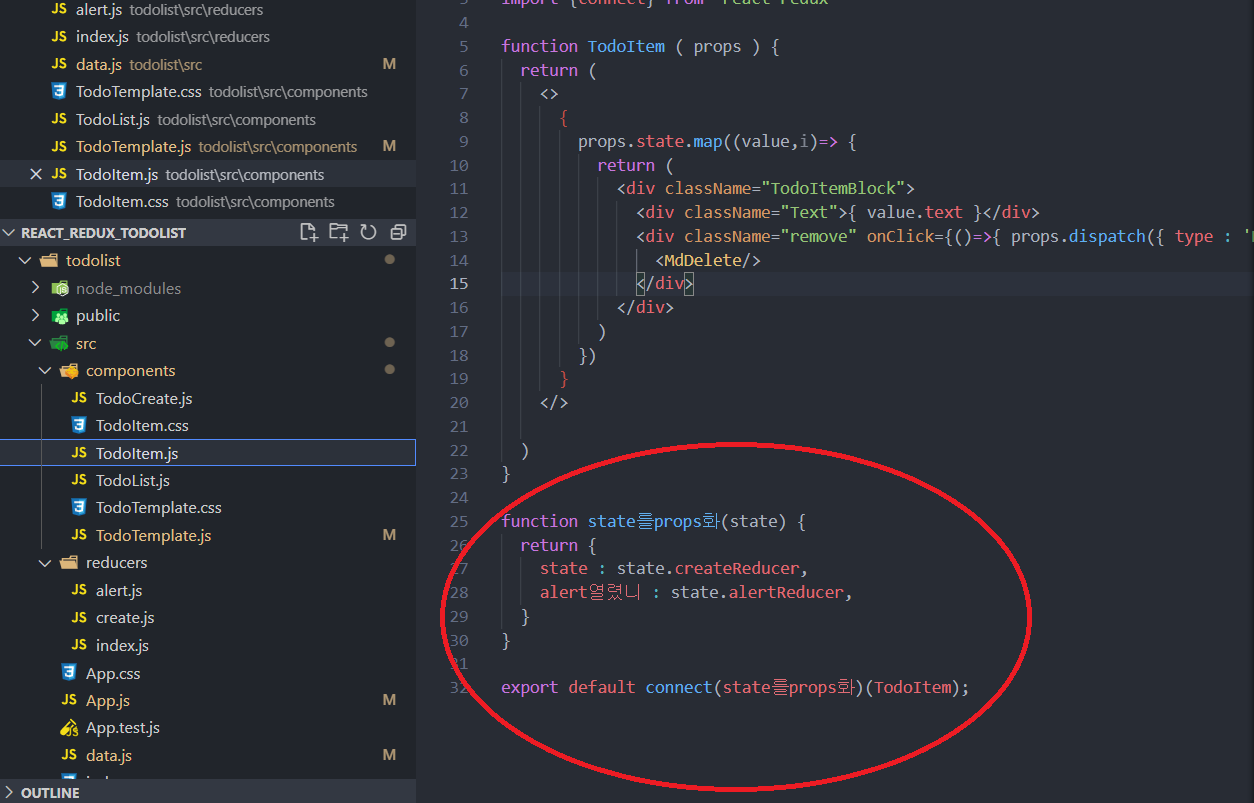 JS alert.js todolist\src\reducers
JS index.js todolist\src\reducers
JS data.js todolist\src M
TodoTemplate.css todolist\src\components
JS TodoList.js todolist\src\components
JS TodoTemplate.js todolist\src\components M
JS TodoItem.js todolist\src\components
TodoItem.css todolist\src\components
REACT_REDUX_TODOLIST
todolist
node_modules
public
src
components
JS TodoCreate.js
TodoItem.css
JS TodoItem.js
JS TodoList.js
TodoTemplate.css
JS TodoTemplate.js M
reducers
JS alert.js
JS create.js
JS index.js
App.css
JS App.js M
App.test.js
JS data.js M
OUTLINE
3 import {connect} from 'react-redux'
4
5 function TodoItem ( props ) {
6 return (
7 <>
8 {
9 props.state.map((value,i)=> {
10 return (
11 <div className="TodoItemBlock">
12 <div className="Text">{ value.text }</div>
13 <div className="remove" onClick={()=>{ props.dispatch({ type : '
14 <MdDelete/>
15 </div>
16 </div>
17 )
18 })
19 }
20 </>
21
22 )
23 }
24
25 function state를props화(state) {
26 return {
27 state : state.createReducer,
28 alert열렸니 : state.alertReducer,
29 }
30 }
31
32 export default connect(state를props화)(TodoItem);